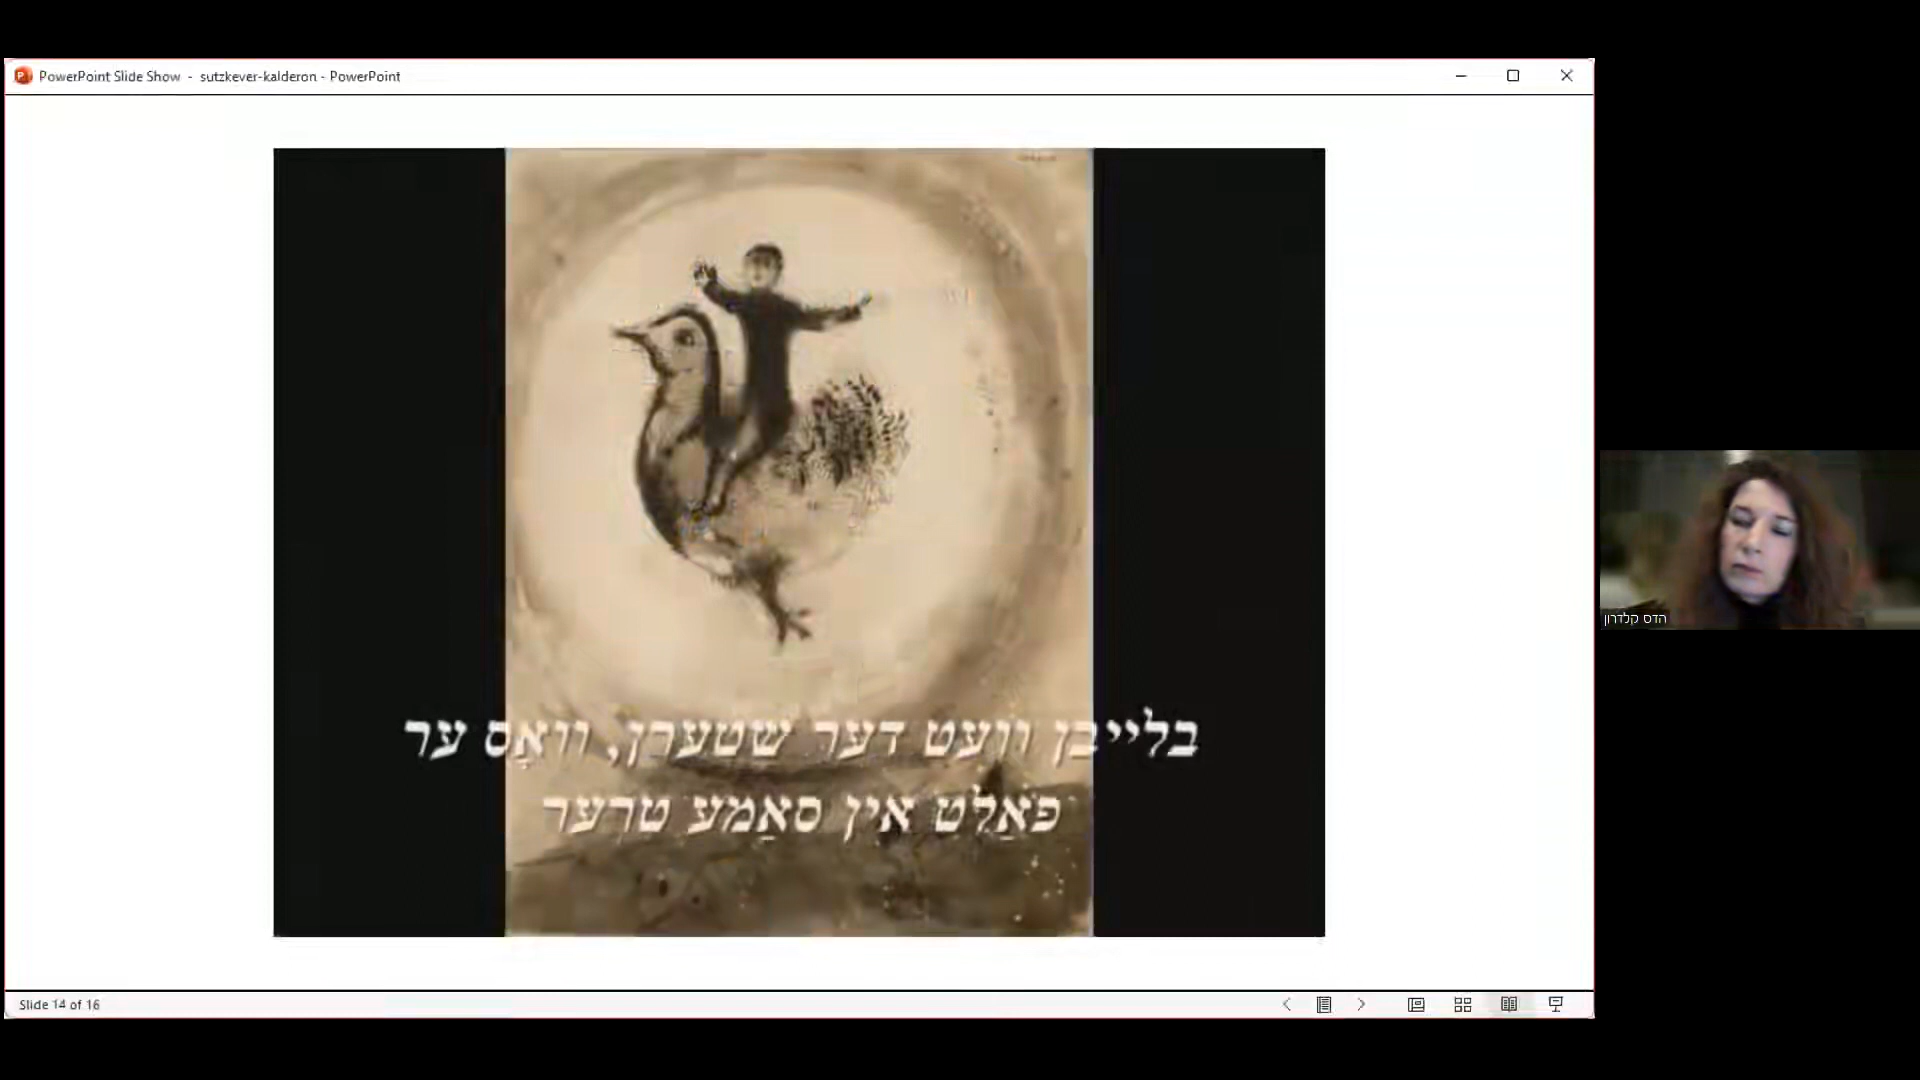 PowerPoint Slide Show - sutzkever-kalderon - PowerPoint
בלייבן וועט דער שטערן, וואָס ער
פֿאַלט אין סאַמע טרער
הדס קלדרון
Slide 14 of 16